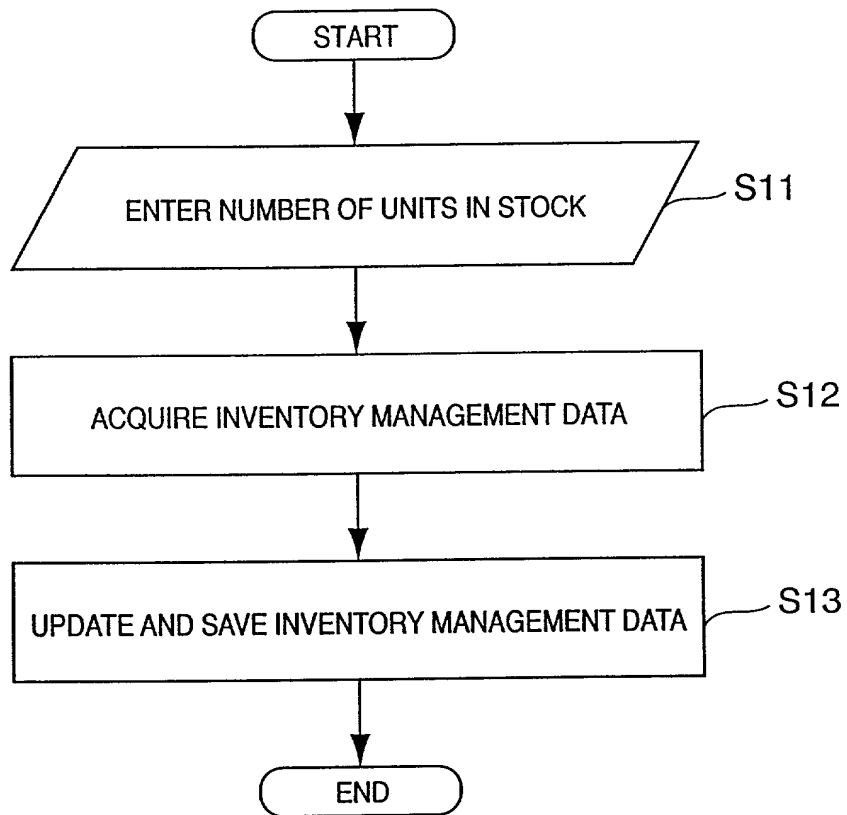 START
ENTER NUMBER OF UNITS IN STOCK
S11
ACQUIRE INVENTORY MANAGEMENT DATA
S12
UPDATE AND SAVE INVENTORY MANAGEMENT DATA
S13
END